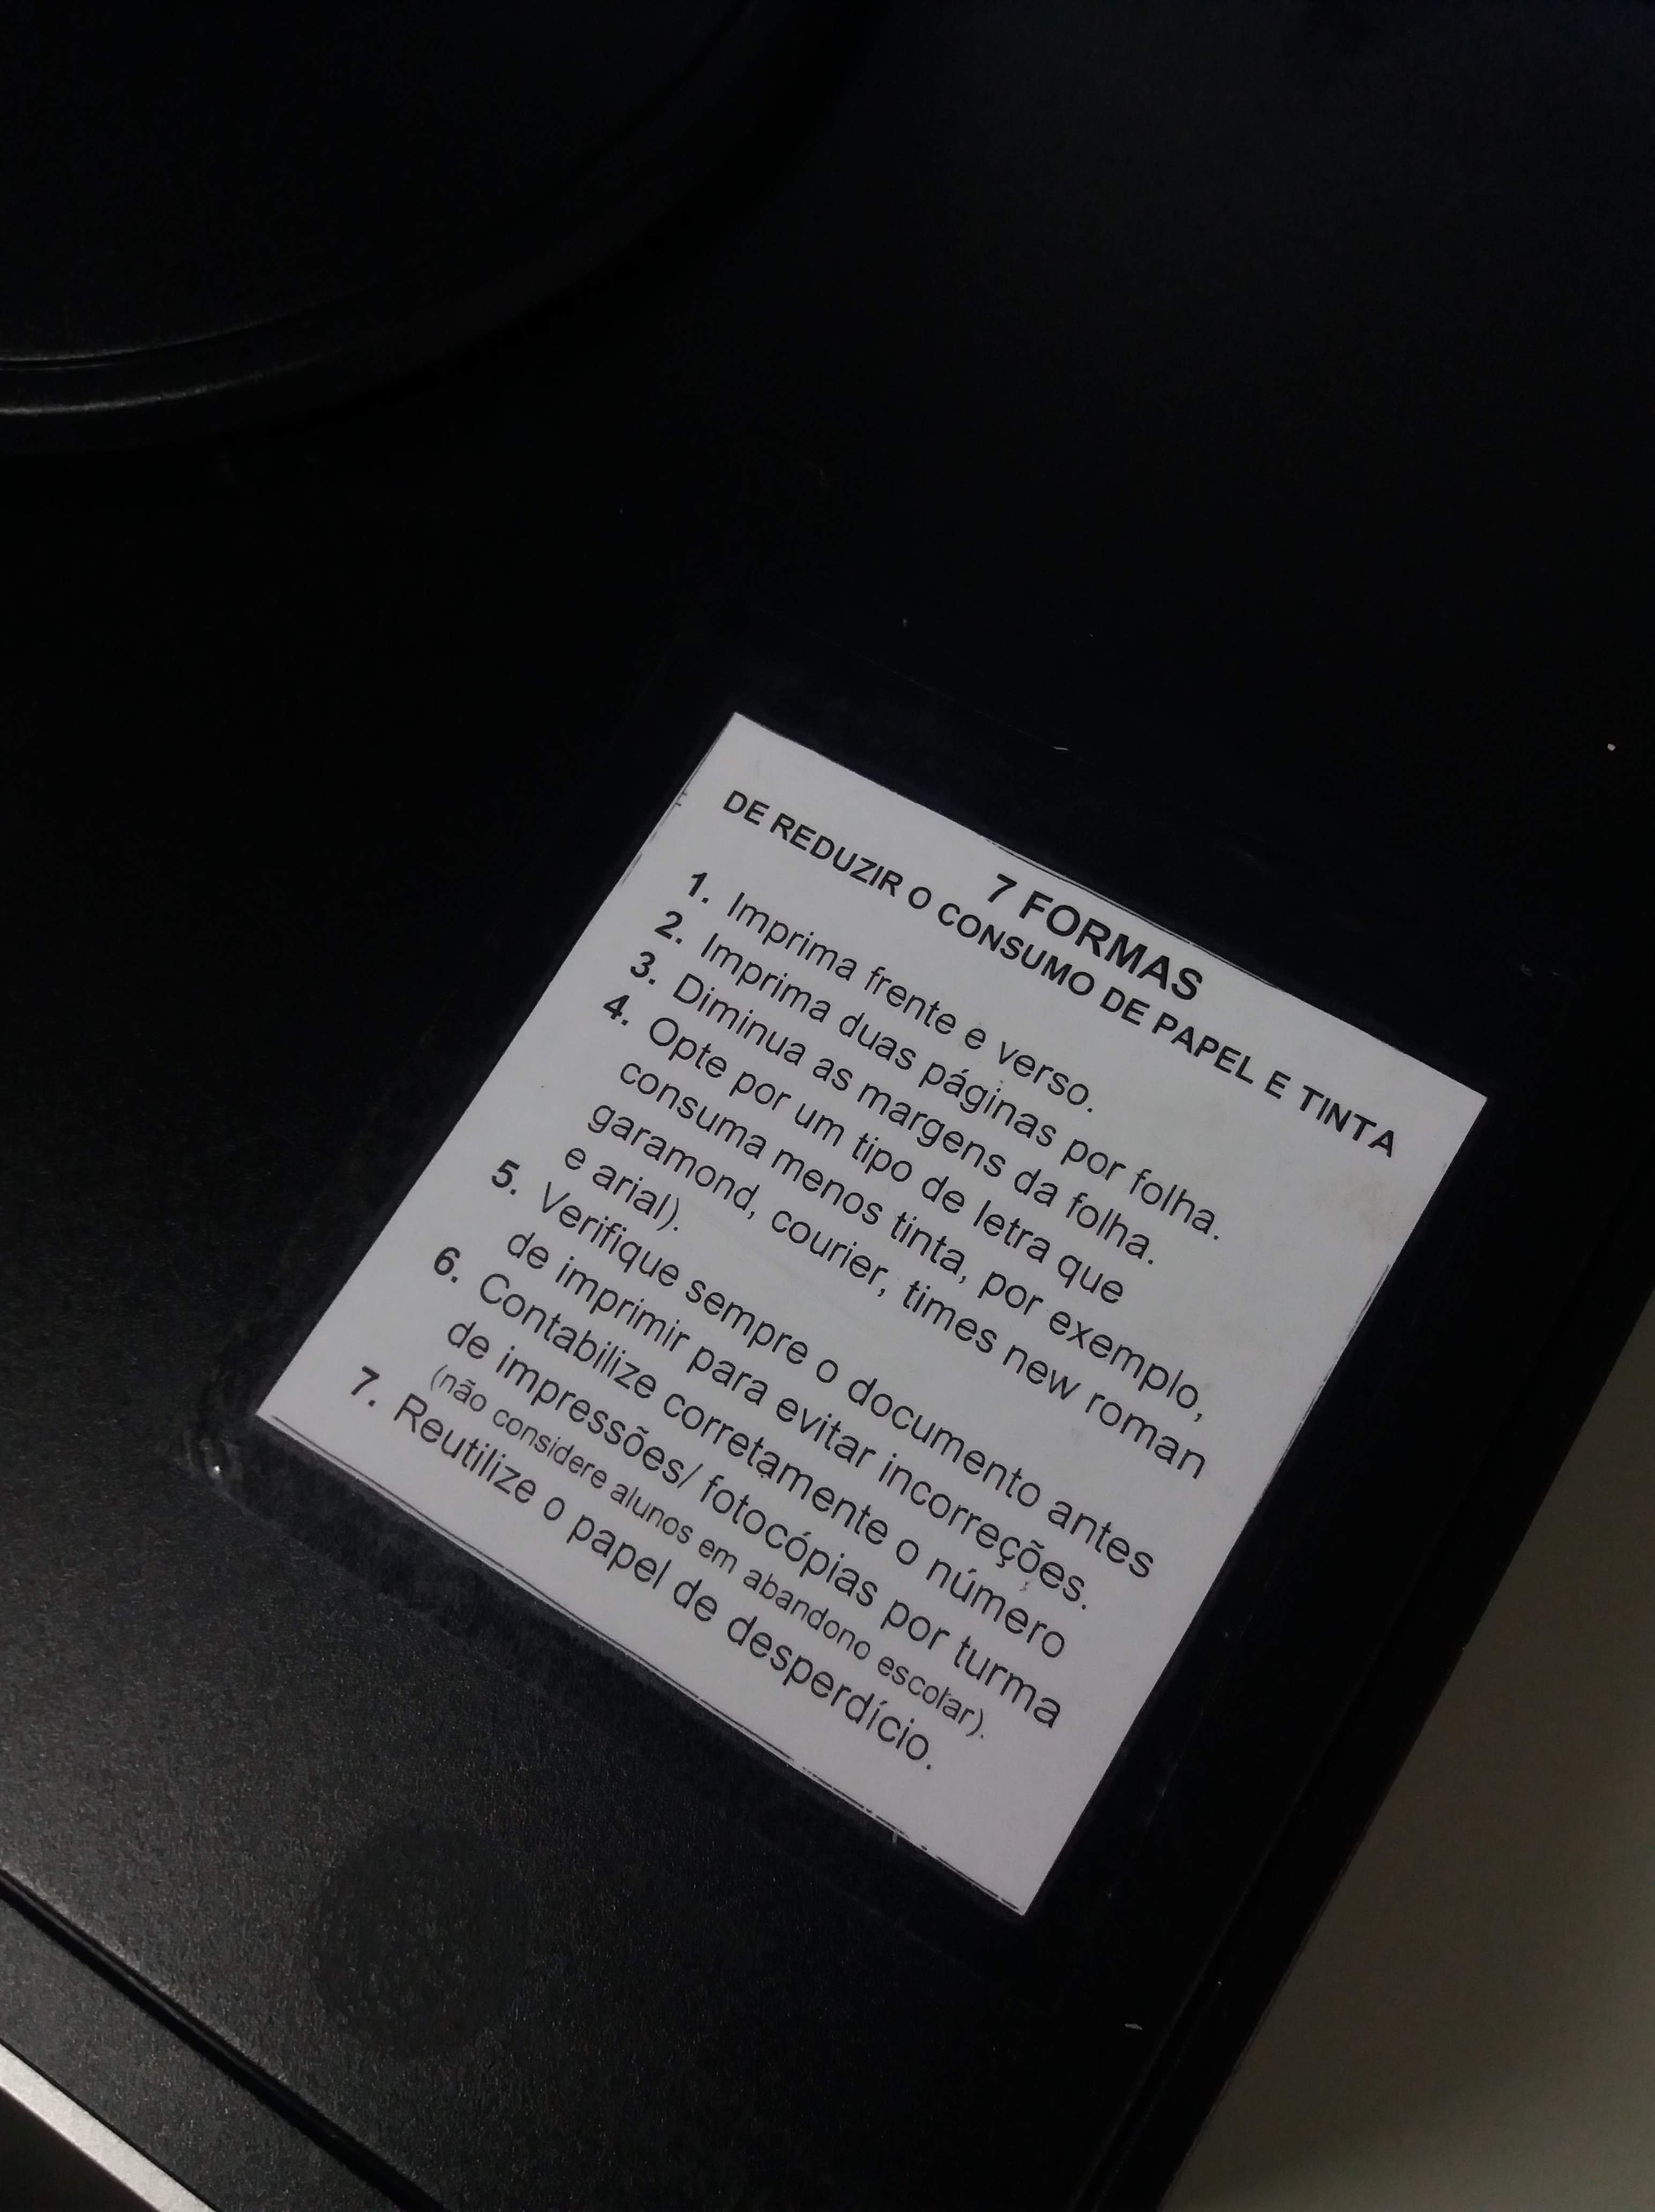 7 FORMAS
DE REDUZIR O CONSUMO DE PAPEL E TINTA
1. Imprima frente e verso.
2. Imprima duas páginas por folha.
3. Diminua as margens da folha.
4. Opte por um tipo de letra que
consuma menos tinta, por exemplo,
garamond, courier, times new roman
e arial).
5. Verifique sempre o documento antes
de imprimir para evitar incorreções.
6. Contabilize corretamente o número
de impressões/ fotocópias por turma
(não considere alunos em abandono escolar).
7. Reutilize o papel de desperdício.